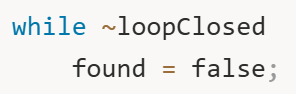 while ~loopClosed
    found = false;